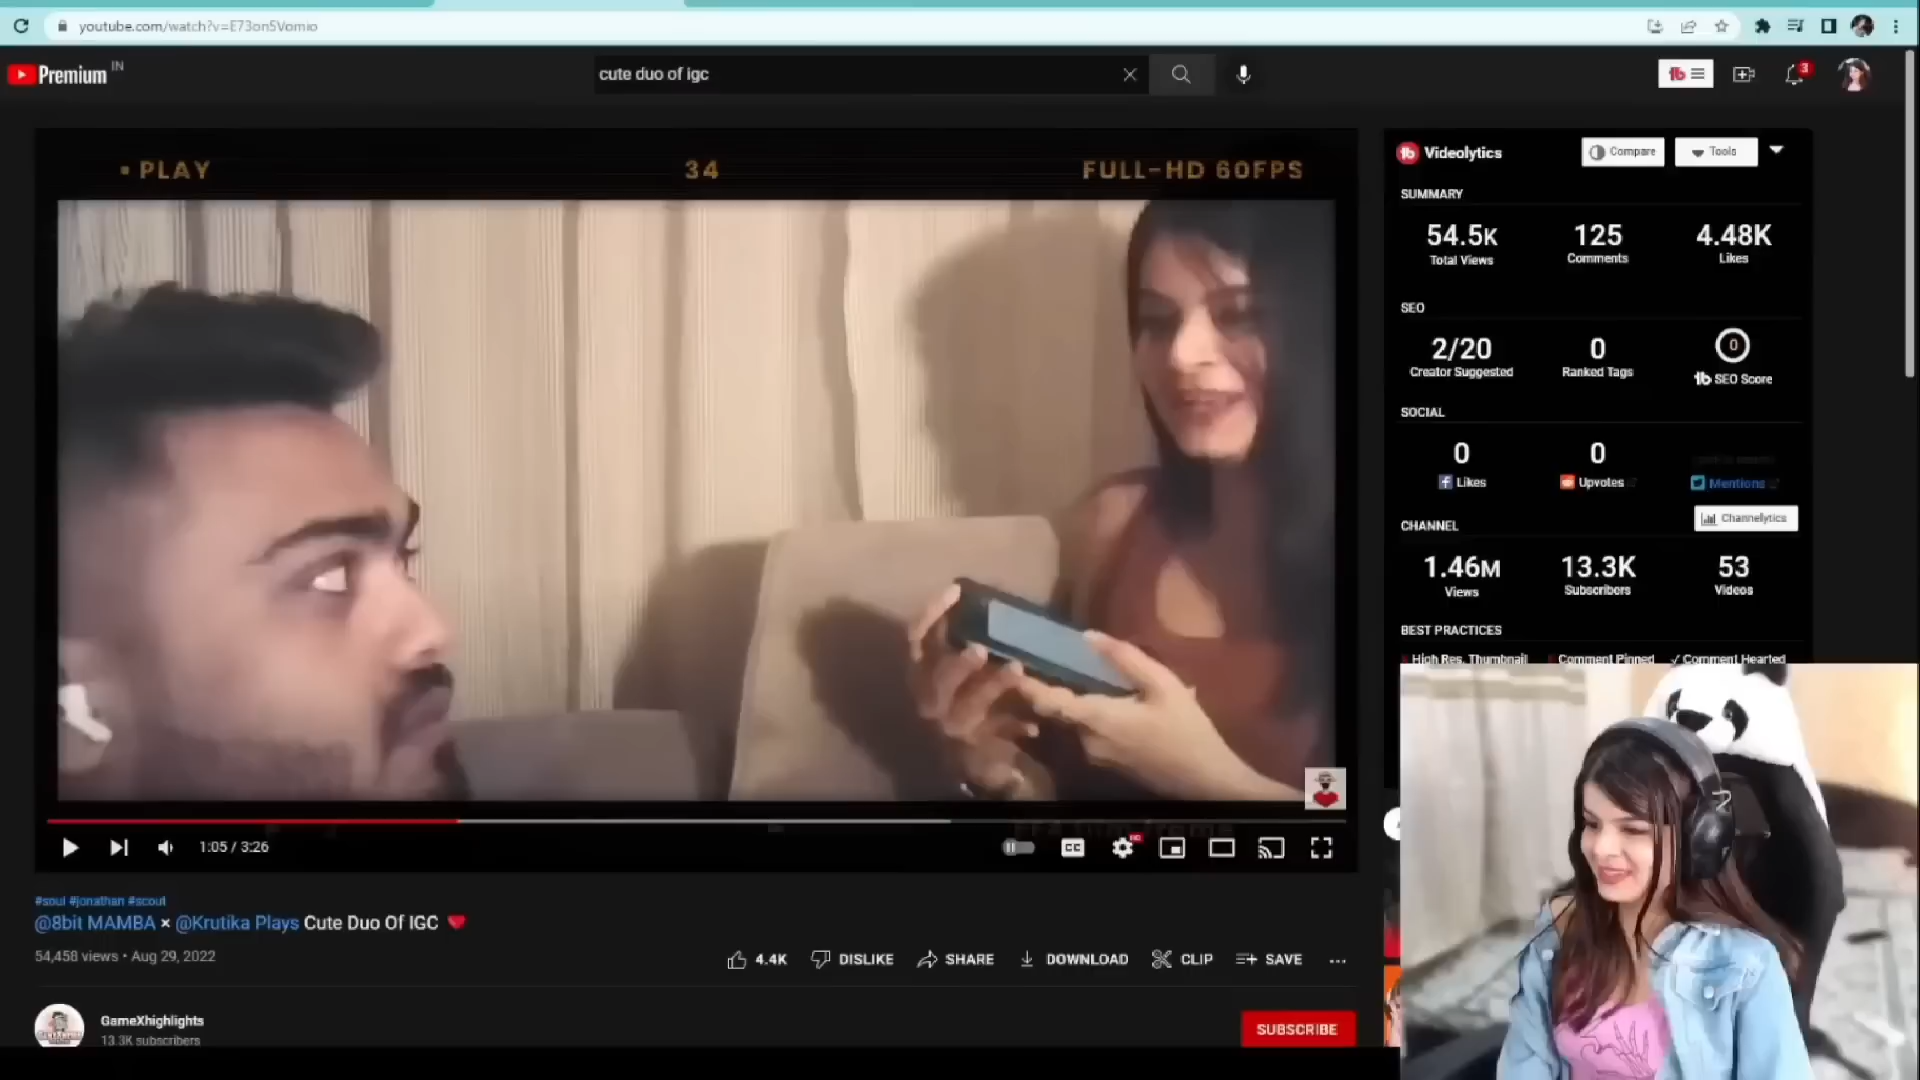 youtube.com/watch?v=E73on5Vomio
Premium IN
cute duo of igc
3
• PLAY 34 FULL-HD 60FPS
Videolytics Compare Tools
SUMMARY
54.5K 125 4.48K
Total Views Comments Likes
SEO
2/20 0 0
Creator Suggested Ranked Tags SEO Score
SOCIAL
0 0
Likes Upvotes Mentions
Channelytics
CHANNEL
1.46M 13.3K 53
Views Subscribers Videos
BEST PRACTICES
High Res. Thumbnail Comment Pinned ✓ Comment Hearted
1:05 / 3:26
CC HD
#soul #jonathan #scout
@8bit MAMBA × @Krutika Plays Cute Duo Of IGC ❤
54,458 views • Aug 29, 2022
4.4K DISLIKE SHARE DOWNLOAD CLIP SAVE ...
GameXhighlights
13.3K subscribers
SUBSCRIBE